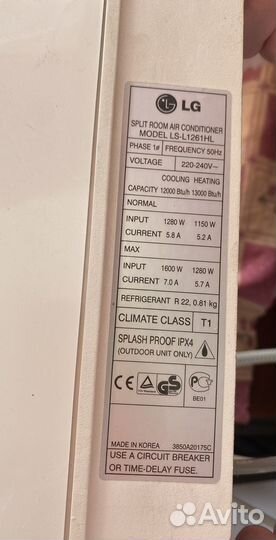 LG
SPLIT ROOM AIR CONDITIONER
MODEL LS-L1261HL
PHASE 1# FREQUENCY 50Hz
VOLTAGE 220-240V~
COOLING HEATING
CAPACITY 12000 Btu/h 13000 Btu/h
NORMAL
INPUT 1280 W 1150 W
CURRENT 5.8 A 5.2 A
MAX
INPUT 1600 W 1280 W
CURRENT 7.0 A 5.7 A
REFRIGERANT R 22, 0.81 kg
CLIMATE CLASS T1
SPLASH PROOF IPX4
(OUTDOOR UNIT ONLY)
CE GS PC
BE01
MADE IN KOREA 3850A20175C
USE A CIRCUIT BREAKER
OR TIME-DELAY FUSE.
Avito